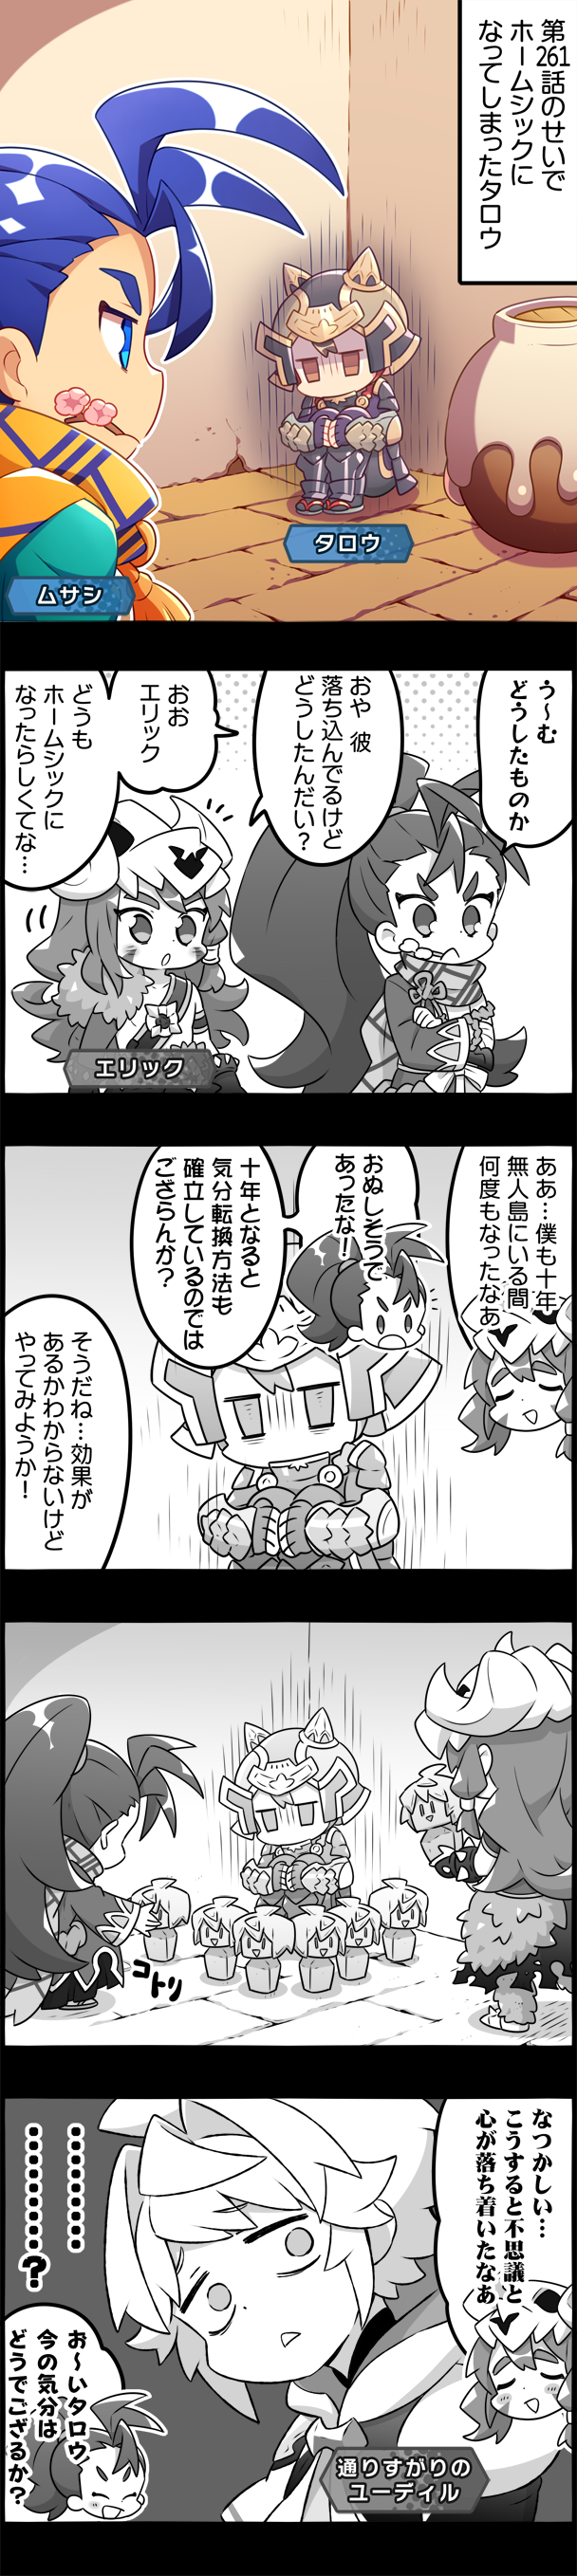 第261話のせいで
ホームシックに
なってしまったタロウ
タロウ
ムサシ
う～む
どうしたものか
おや 彼
落ち込んでるけど
どうしたんだい？
おお
エリック
どうも
ホームシックに
なったらしくてな…
エリック
ああ…僕も十年
無人島にいる間
何度もなったなあ
おぬしそうで
あったな！
十年となると
気分転換方法も
確立しているのでは
ござらんか？
そうだね…効果が
あるかわからないけど
やってみようか！
コトリ
なつかしい…
こうすると不思議と
心が落ち着いたなあ
…………
…………？
お～いタロウ
今の気分は
どうでござるか？
通りすがりの
ユーディル